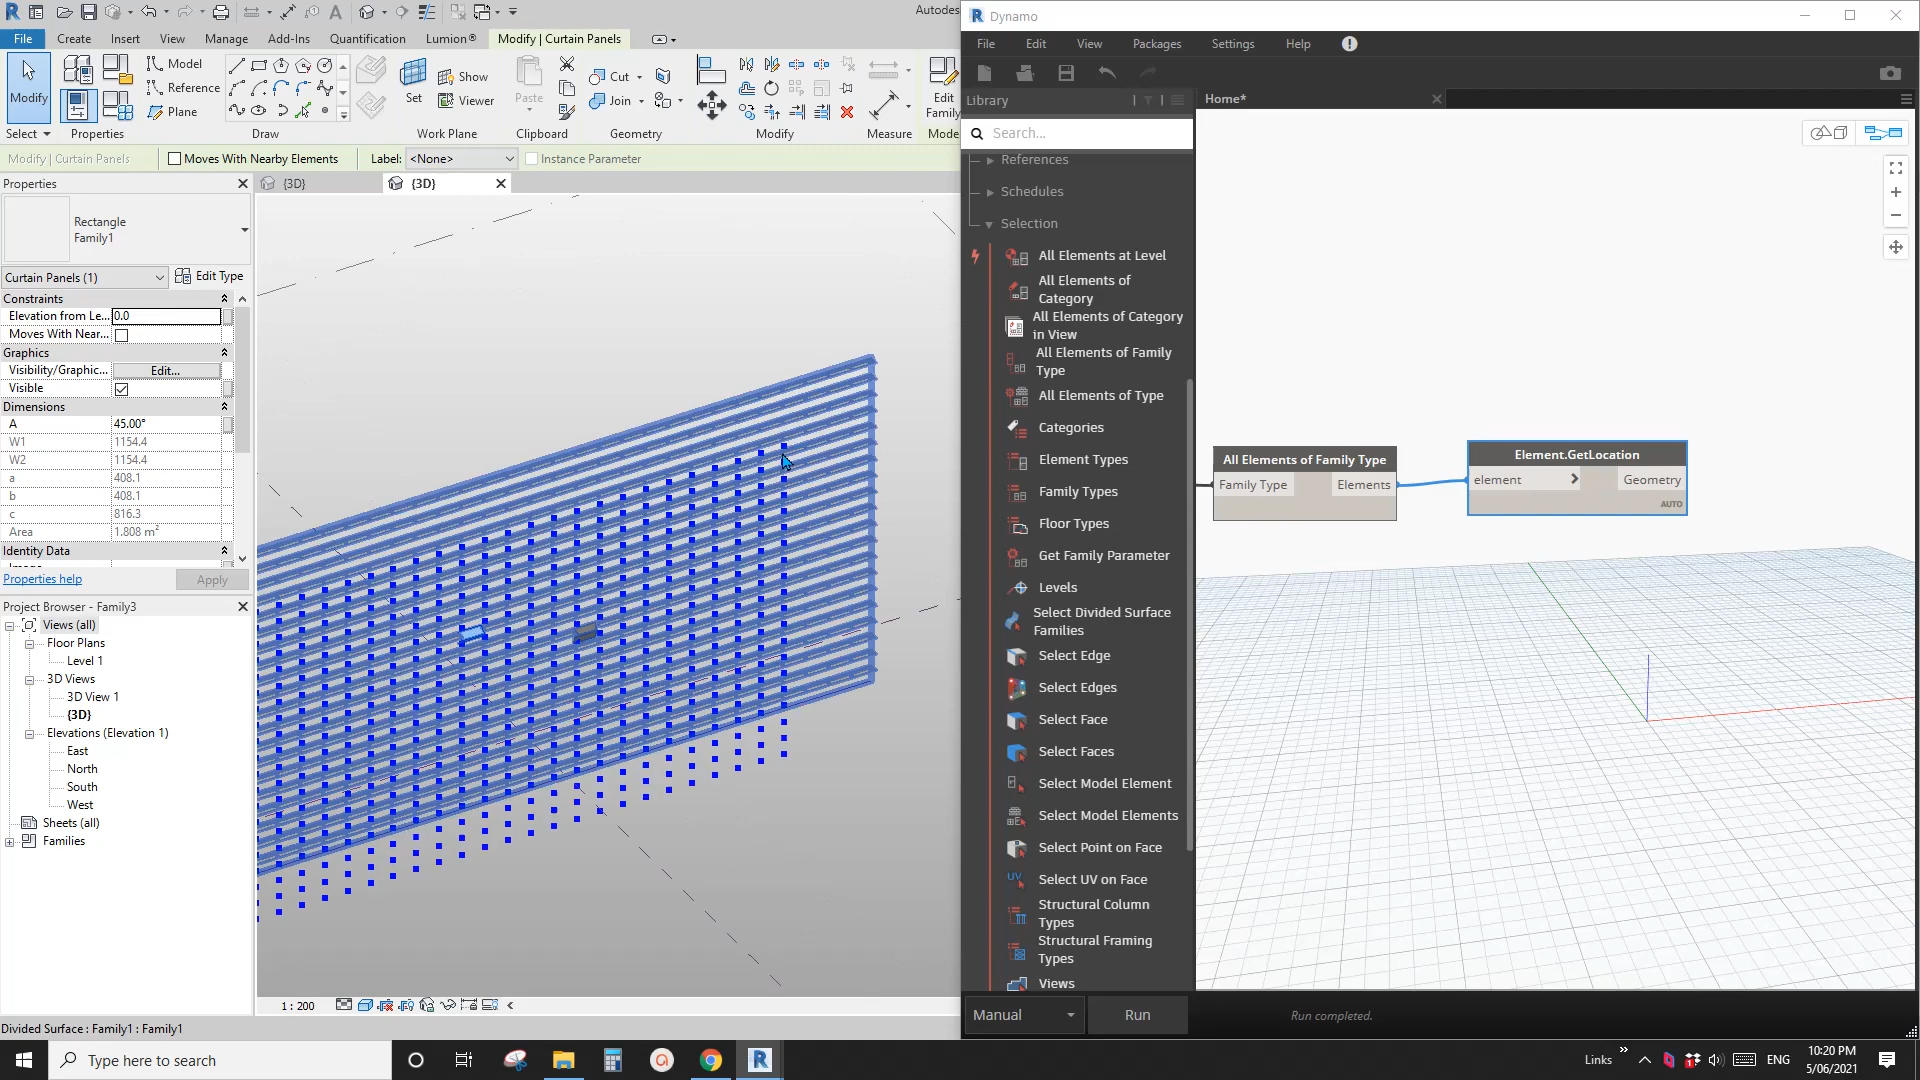 Autodes
File
Create
Insert
View
Manage
Add-Ins
Quantification
Lumion®
Modify | Curtain Panels
Modify
Model
Reference
Plane
Set
Show
Viewer
Paste
Cut
Join
Edit
Family
Select
Properties
Draw
Work Plane
Clipboard
Geometry
Modify
Measure
Mode
Modify | Curtain Panels
Moves With Nearby Elements
Label:
<None>
Instance Parameter
Properties
{3D}
{3D}
Rectangle
Family1
Curtain Panels (1)
Edit Type
Constraints
Elevation from Le...
0.0
Moves With Near...
Graphics
Visibility/Graphic...
Edit...
Visible
Dimensions
A
45.00°
W1
1154.4
W2
1154.4
a
408.1
b
408.1
c
816.3
Area
1.808 m²
Identity Data
Properties help
Apply
Project Browser - Family3
Views (all)
Floor Plans
Level 1
3D Views
3D View 1
{3D}
Elevations (Elevation 1)
East
North
South
West
Sheets (all)
Families
1 : 200
Divided Surface : Family1 : Family1
Dynamo
File
Edit
View
Packages
Settings
Help
Library
Home*
Search...
References
Schedules
Selection
All Elements at Level
All Elements of
Category
All Elements of Category
in View
All Elements of Family
Type
All Elements of Type
Categories
Element Types
Family Types
Floor Types
Get Family Parameter
Levels
Select Divided Surface
Families
Select Edge
Select Edges
Select Face
Select Faces
Select Model Element
Select Model Elements
Select Point on Face
UV
Select UV on Face
Structural Column
Types
Structural Framing
Types
Views
All Elements of Family Type
Family Type
Elements
Element.GetLocation
element
Geometry
AUTO
Manual
Run
Run completed.
Type here to search
Links
ENG
10:20 PM
5/06/2021